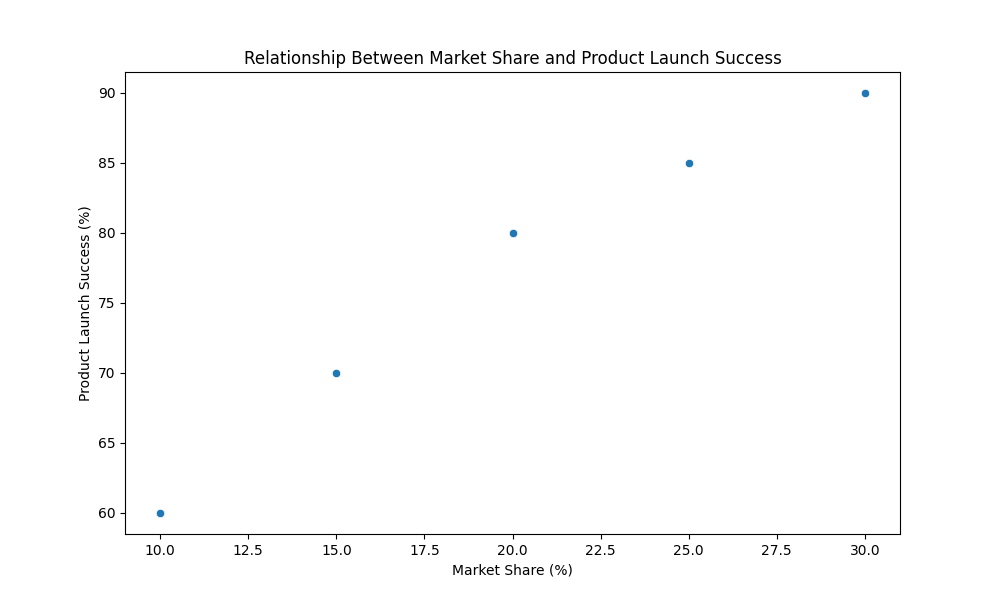 Relationship Between Market Share and Product Launch Success
Product Launch Success (%)
90
85
80
75
70
65
60
10.0 12.5 15.0 17.5 20.0 22.5 25.0 27.5 30.0
Market Share (%)